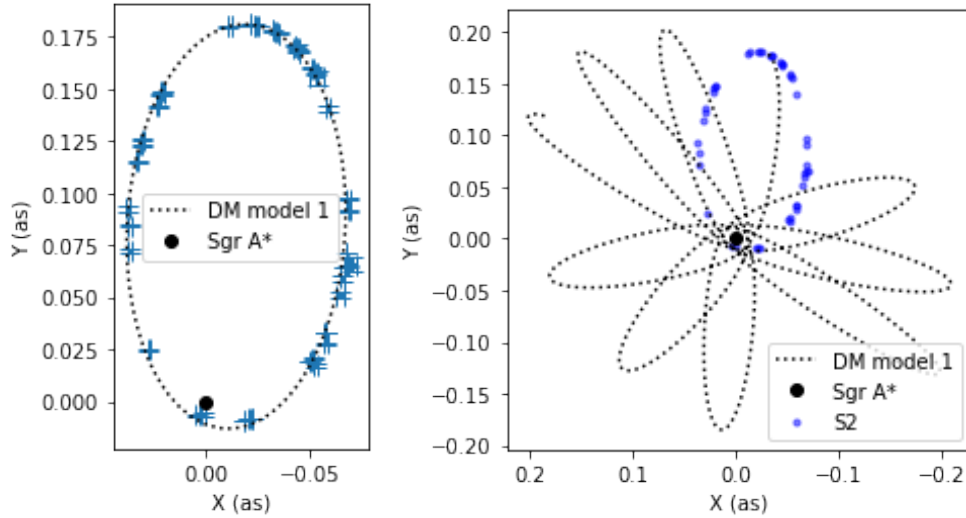 0.175
0.150
0.125
0.100
0.075
0.050
0.025
0.000
Y (as)
DM model 1
Sgr A*
0.00
−0.05
X (as)
0.20
0.15
0.10
0.05
0.00
−0.05
−0.10
−0.15
−0.20
Y (as)
DM model 1
Sgr A*
S2
0.2
0.1
0.0
−0.1
−0.2
X (as)